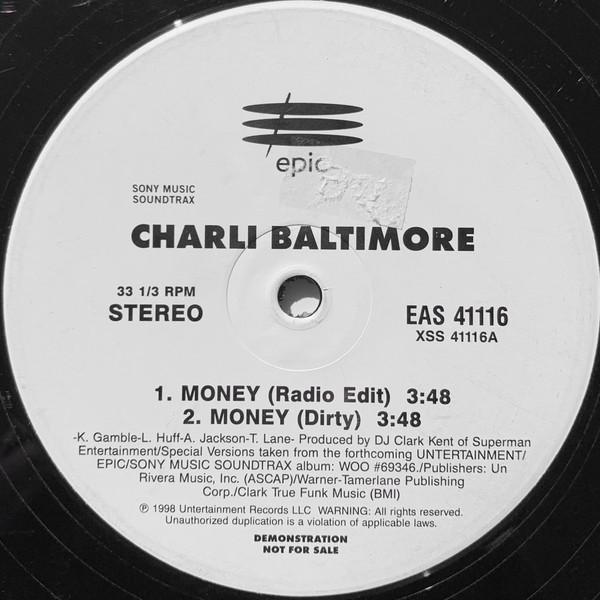 epic
SONY MUSIC
SOUNDTRAX
CHARLI BALTIMORE
33 1/3 RPM
STEREO
EAS 41116
XSS 41116A
1. MONEY (Radio Edit) 3:48
2. MONEY (Dirty) 3:48
-K. Gamble-L. Huff-A. Jackson-T. Lane- Produced by DJ Clark Kent of Superman
Entertainment/Special Versions taken from the forthcoming UNTERTAINMENT/
EPIC/SONY MUSIC SOUNDTRAX album: WOO #69346./Publishers: Un
Rivera Music, Inc. (ASCAP)/Warner-Tamerlane Publishing
Corp./Clark True Funk Music (BMI)
℗ 1998 Untertainment Records LLC WARNING: All rights reserved.
Unauthorized duplication is a violation of applicable laws.
DEMONSTRATION
NOT FOR SALE